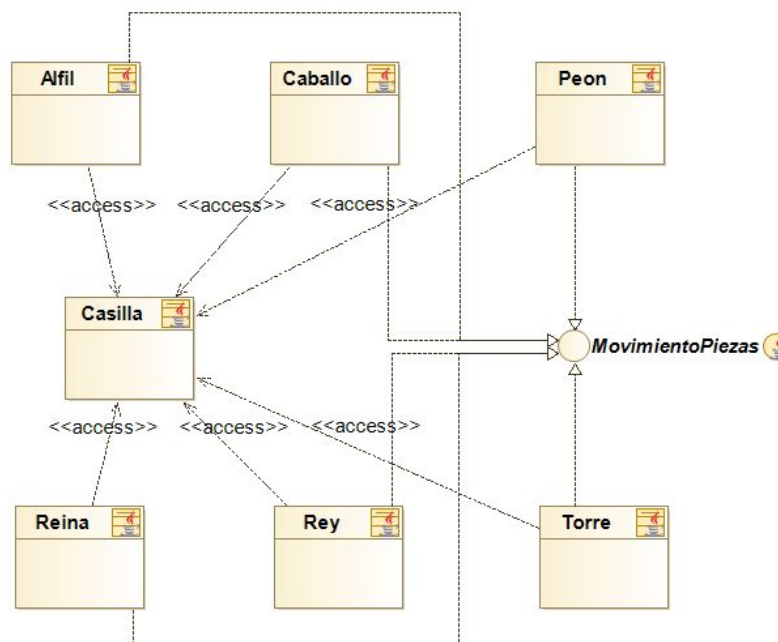 Alfil
Caballo
Peon
<<access>>
<<access>>
<<access>>
Casilla
MovimientoPiezas
<<access>>
<<access>>
<<access>>
Reina
Rey
Torre